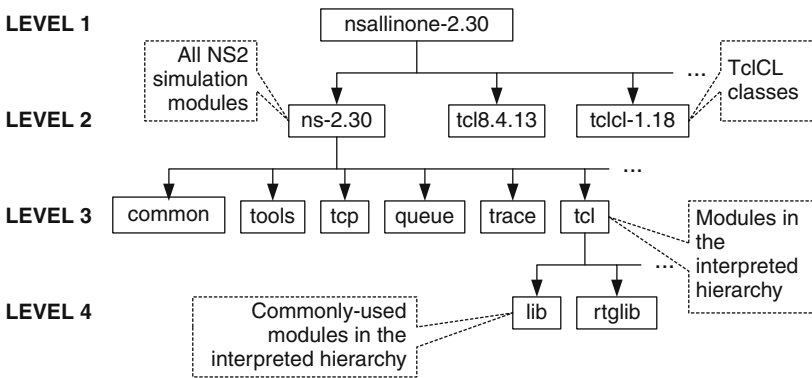 LEVEL 1
nsallinone-2.30
All NS2
simulation
modules
...
TclCL
classes
LEVEL 2
ns-2.30
tcl8.4.13
tclcl-1.18
...
LEVEL 3
common
tools
tcp
queue
trace
tcl
Modules in
the
interpreted
hierarchy
...
LEVEL 4
Commonly-used
modules in the
interpreted hierarchy
lib
rtglib